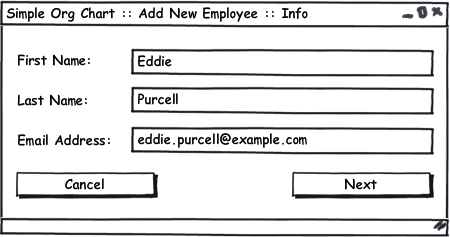 Simple Org Chart :: Add New Employee :: Info
First Name: Eddie
Last Name: Purcell
Email Address: eddie.purcell@example.com
Cancel Next